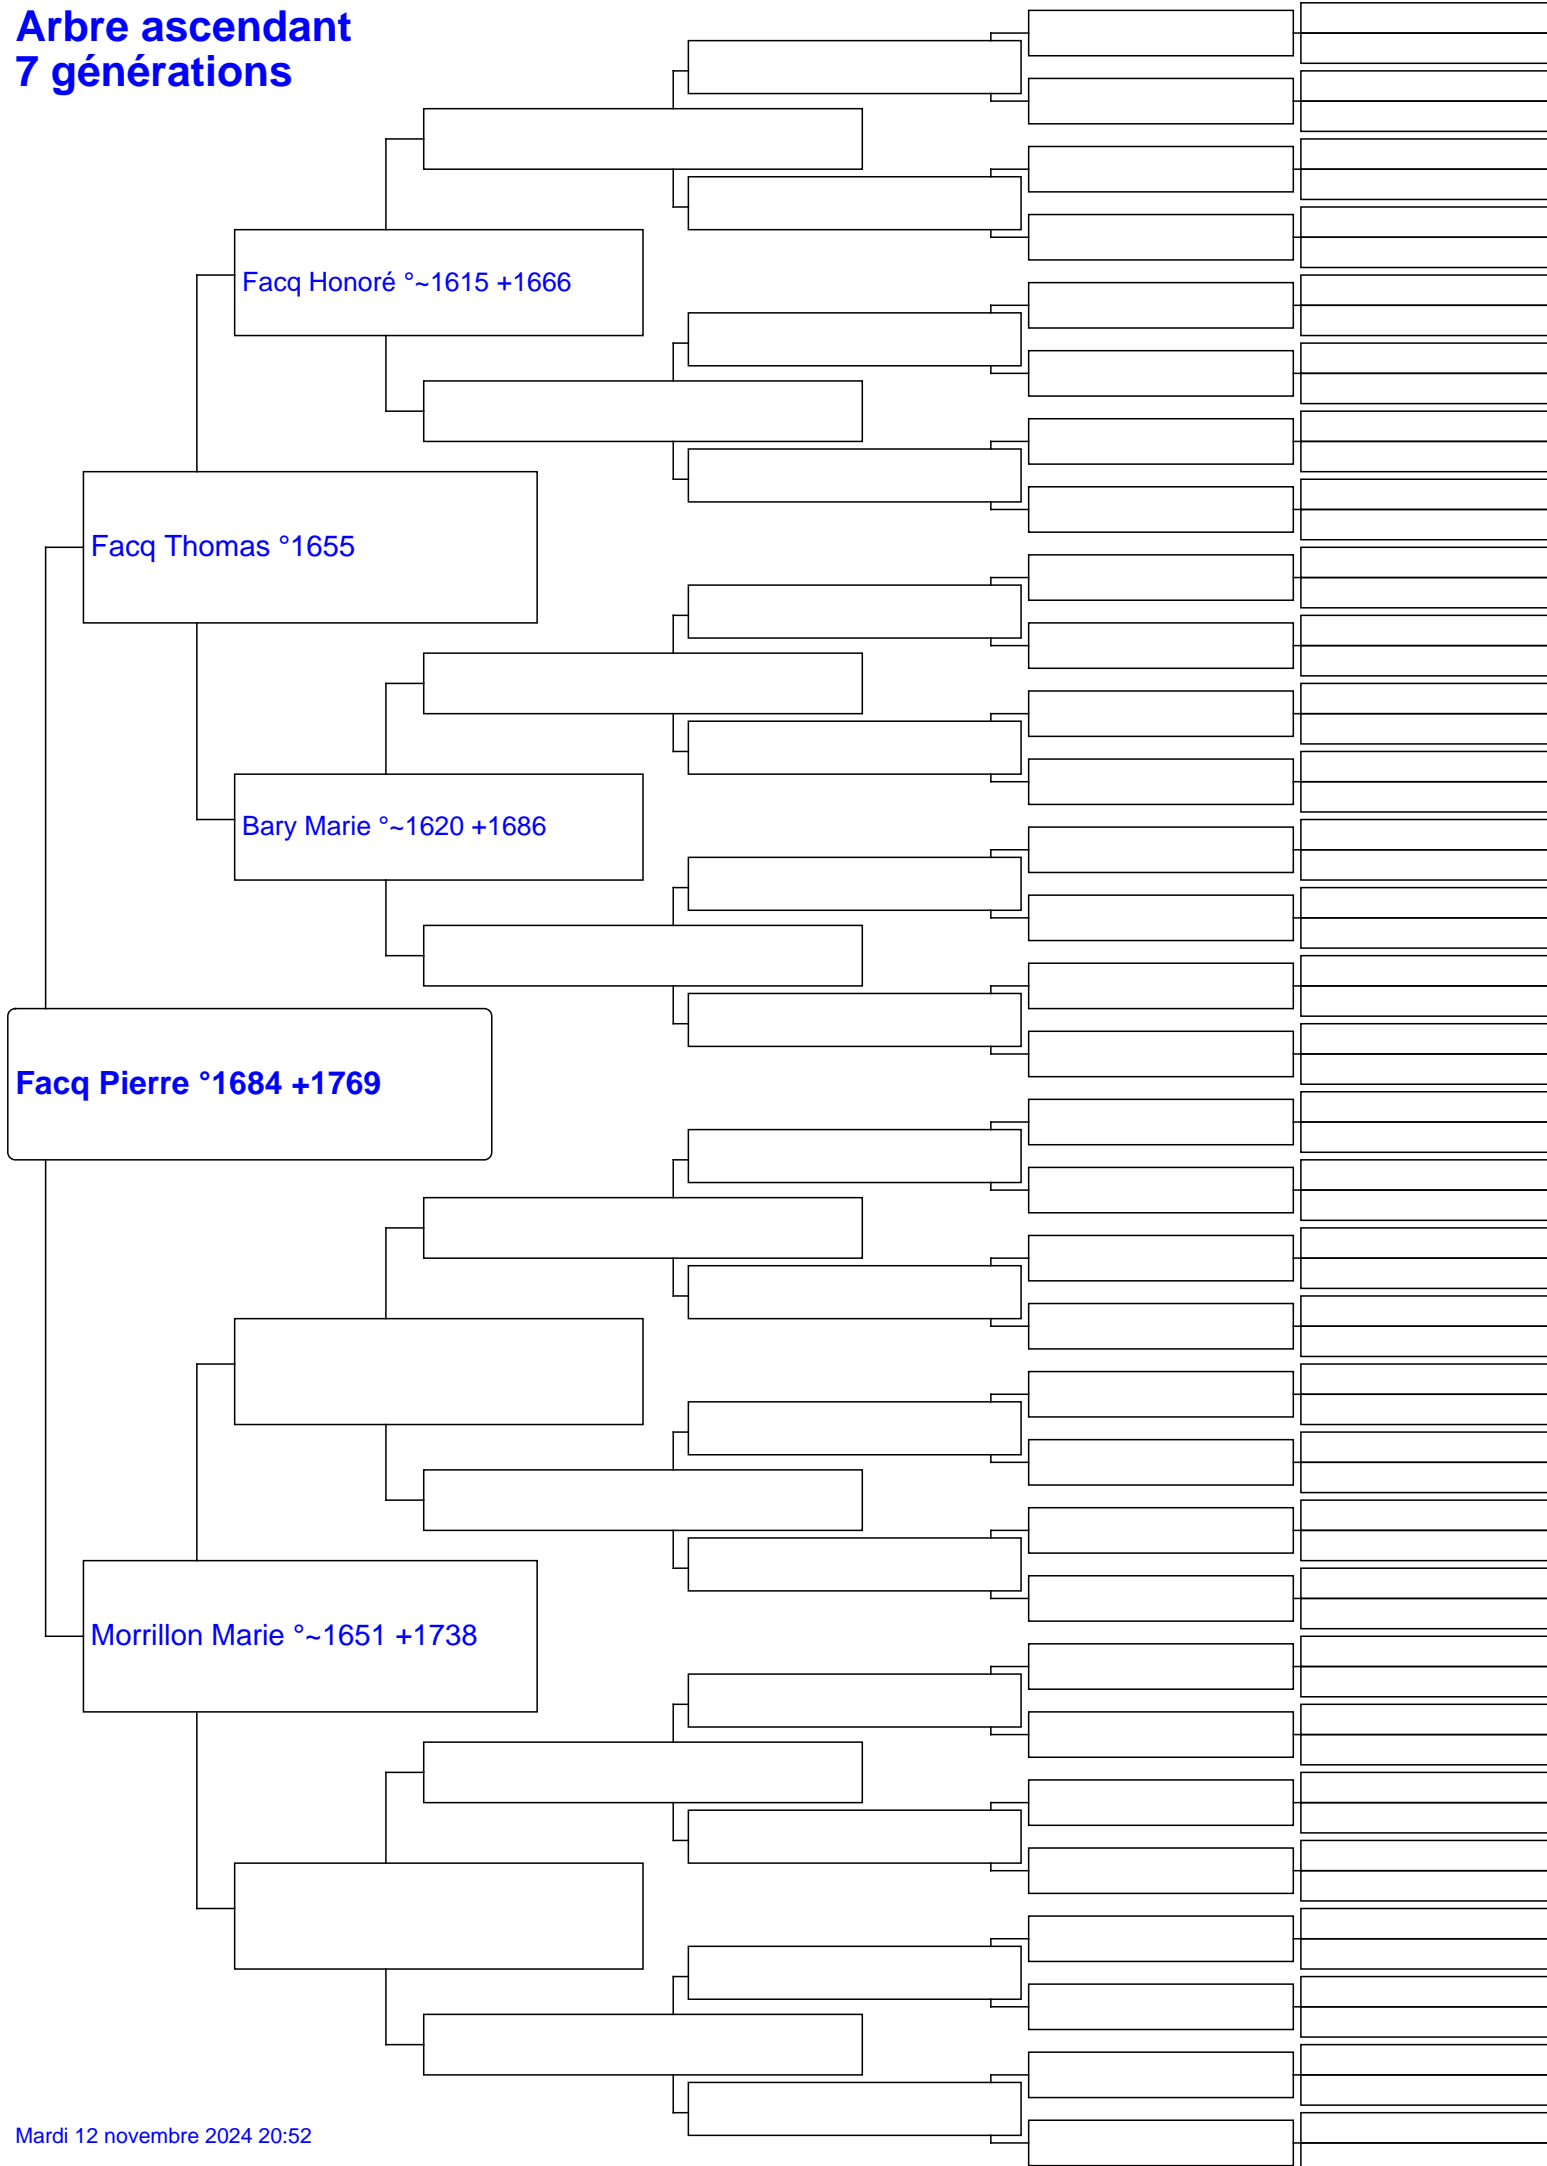 Arbre ascendant
7 générations
Facq Honoré °~1615 +1666
Facq Thomas °1655
Bary Marie °~1620 +1686
Facq Pierre °1684 +1769
Morrillon Marie °~1651 +1738
Mardi 12 novembre 2024 20:52